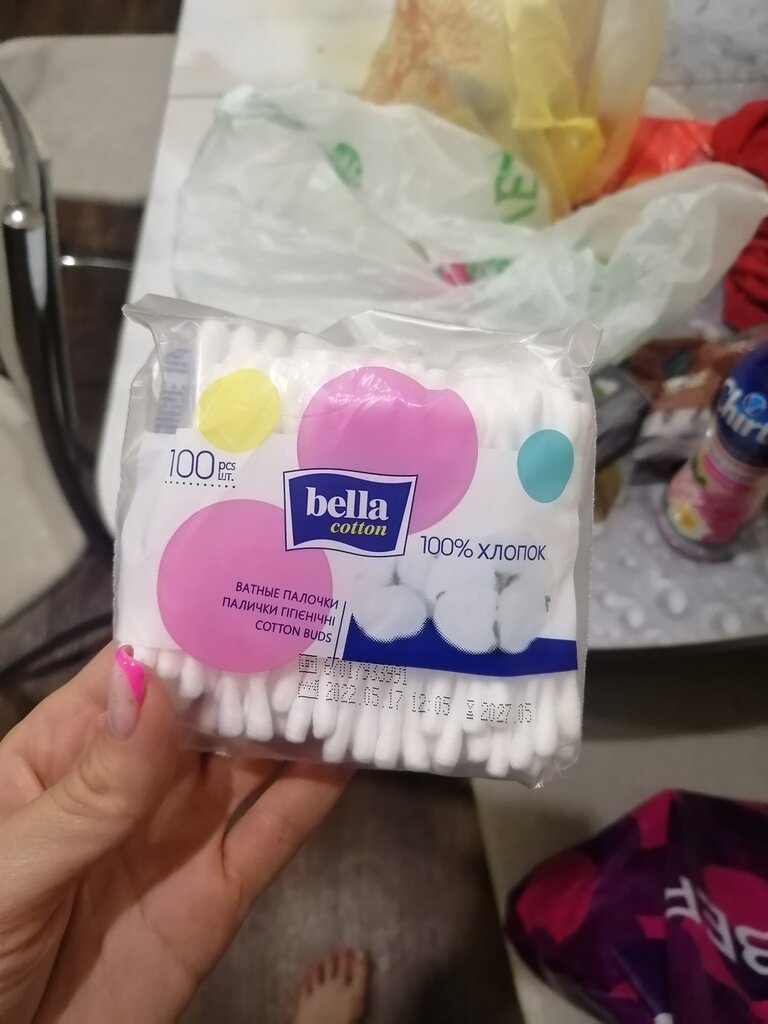 100 pcs
шт.
bella
cotton
100% ХЛОПОК
ВАТНЫЕ ПАЛОЧКИ
ПАЛИЧКИ ГІГІЄНІЧНІ
COTTON BUDS
2022.05.17 12:05 2027.05